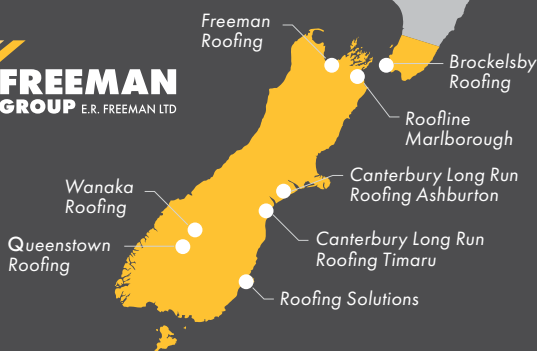 Freeman
Roofing
FREEMAN
GROUP E.R. FREEMAN LTD
Brockelsby
Roofing
Roofline
Marlborough
Canterbury Long Run
Roofing Ashburton
Wanaka
Roofing
Queenstown
Roofing
Canterbury Long Run
Roofing Timaru
Roofing Solutions